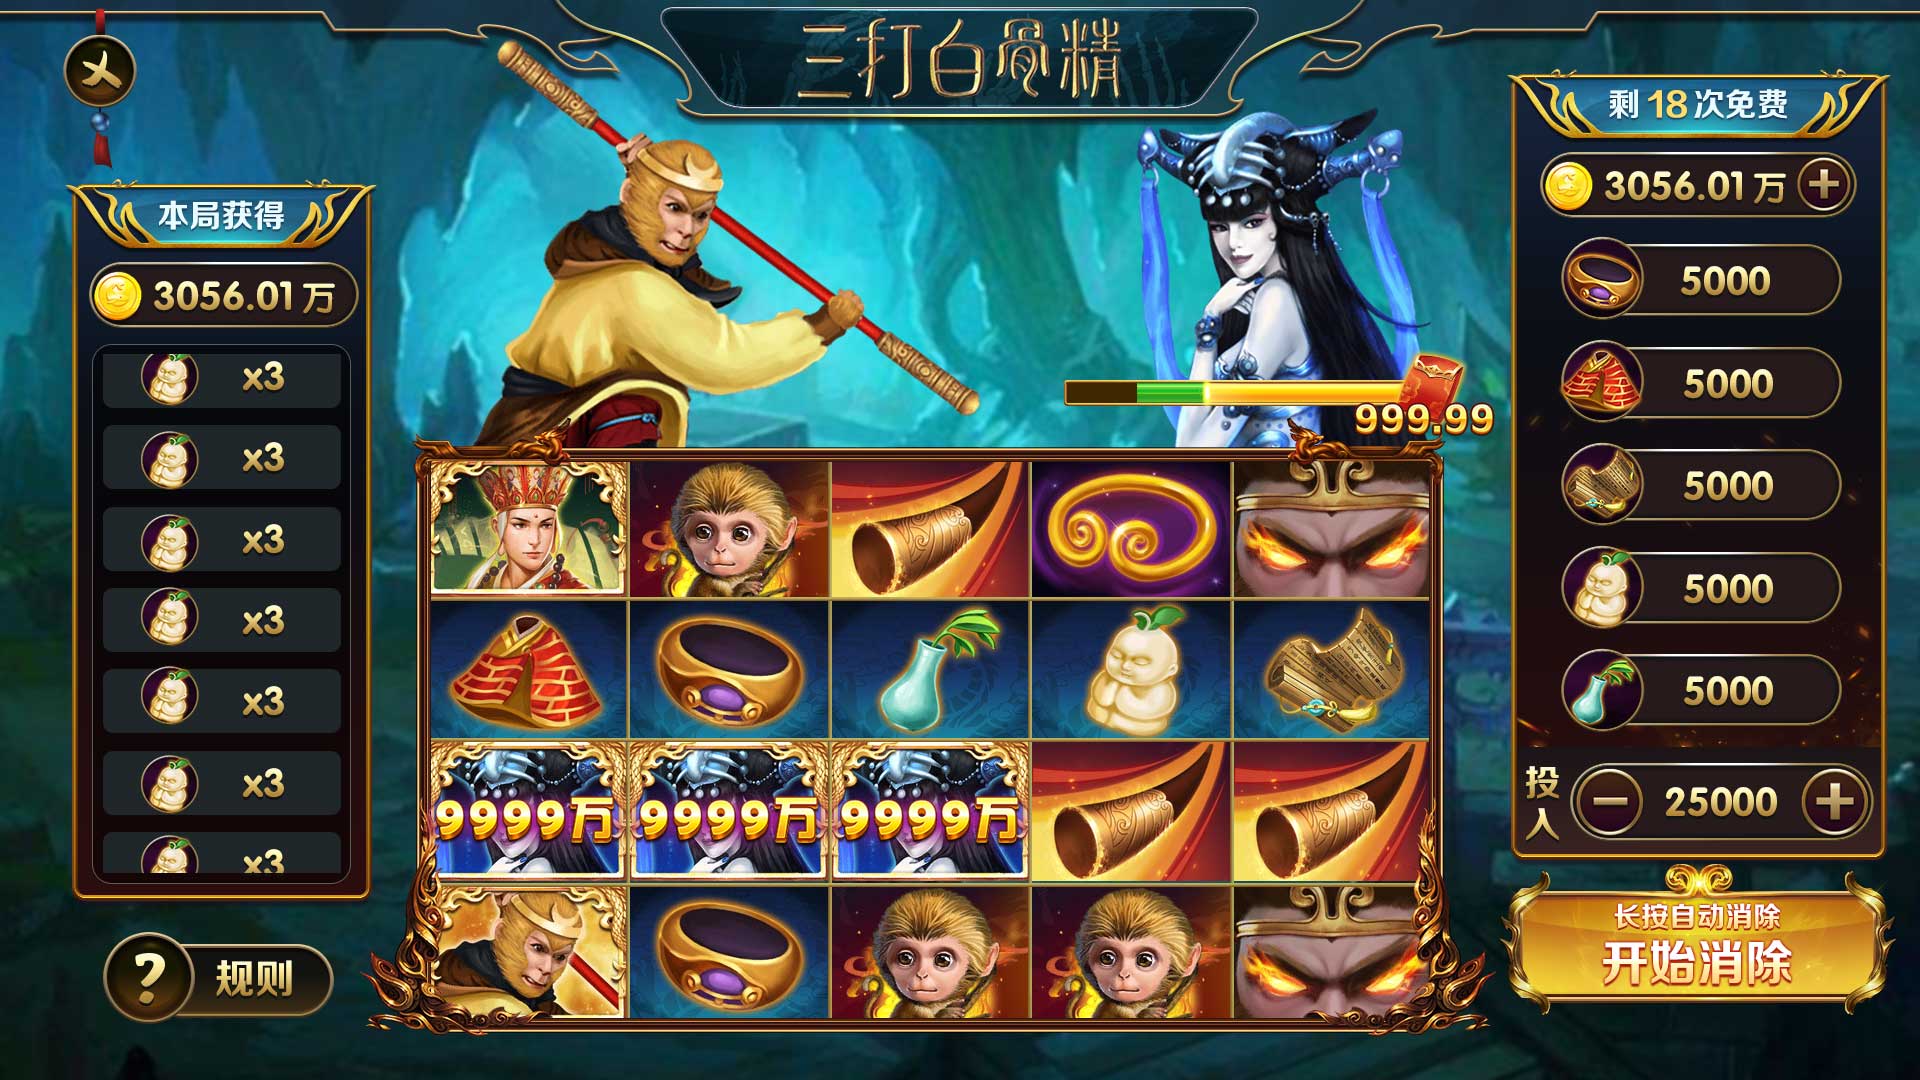 三打白骨精
本局获得
3056.01万
x3
x3
x3
x3
x3
x3
x3
? 规则
999.99
9999万 9999万 9999万
剩18次免费
3056.01万 +
5000
5000
5000
5000
5000
投入 － 25000 +
长按自动消除
开始消除